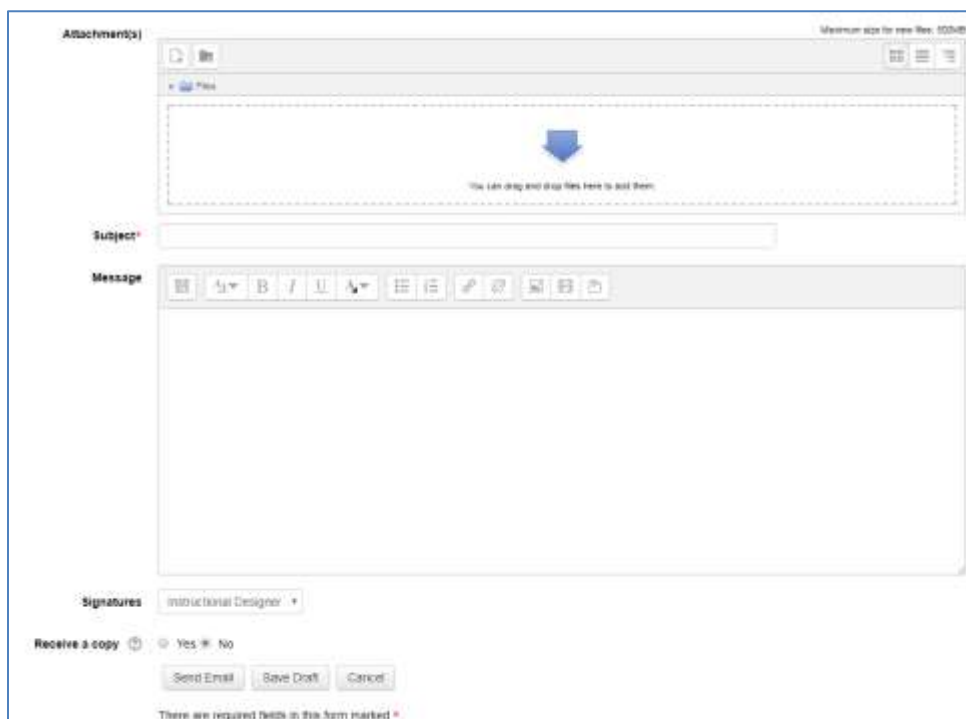 Attachment(s)
Maximum size for new files: 500MB
Files
You can drag and drop files here to add them.
Subject*
Message
B I U
Signatures
Instructional Designer
Receive a copy
Yes No
Send Email Save Draft Cancel
There are required fields in this form marked *